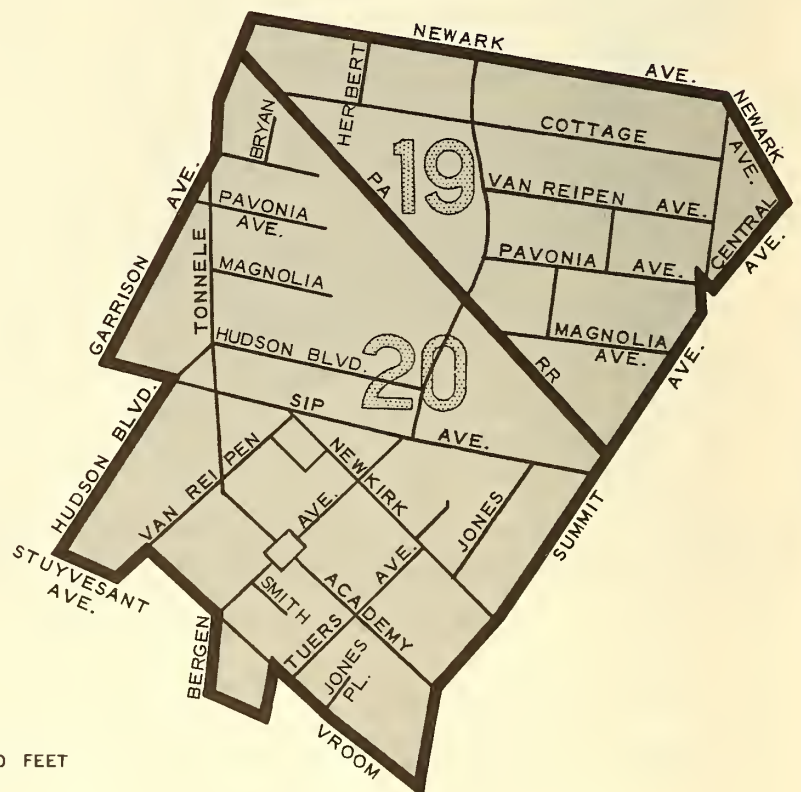 NEWARK
AVE.
NEWARK
AVE.
HERBERT
COTTAGE
BRYAN
19
PA
VAN REIPEN
AVE.
CENTRAL
AVE.
AVE.
PAVONIA
AVE.
PAVONIA
AVE.
GARRISON
TONNELE
MAGNOLIA
MAGNOLIA
AVE.
AVE.
HUDSON BLVD.
20
RR
SIP
AVE.
HUDSON BLVD.
VAN REIPEN
NEWKIRK
AVE.
JONES
SUMMIT
STUYVESANT
AVE.
AVE.
SMITH
ACADEMY
BERGEN
TUERS
JONES
PL.
VROOM
FEET